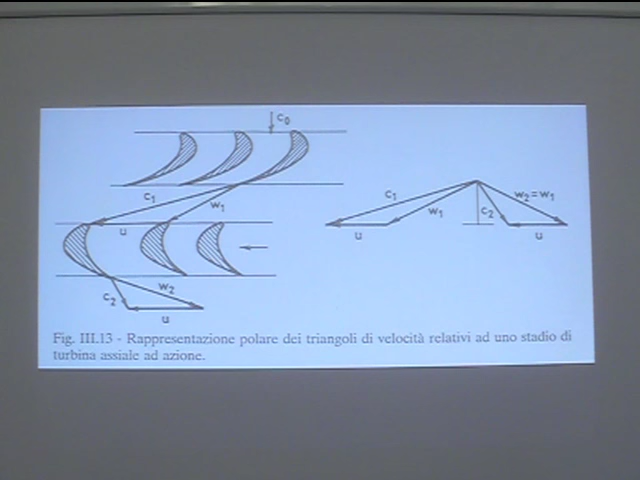 c₀
c₁
w₁
u
c₁
w₁
c₂
w₂=w₁
u
u
w₂
c₂
u
Fig. III.13 - Rappresentazione polare dei triangoli di velocità relativi ad uno stadio di
turbina assiale ad azione.